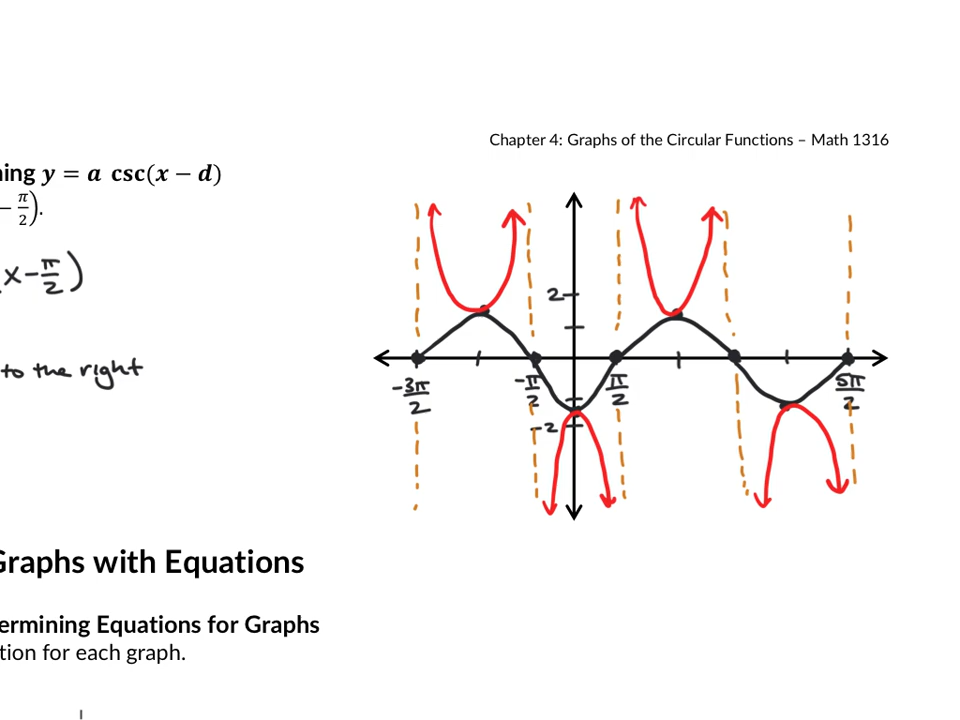 Chapter 4: Graphs of the Circular Functions – Math 1316
ning y = a csc(x − d)
− π/2).
(x − π/2)
to the right
2
-3π/2
-π/2
π/2
5π/2
-2
Graphs with Equations
ermining Equations for Graphs
tion for each graph.